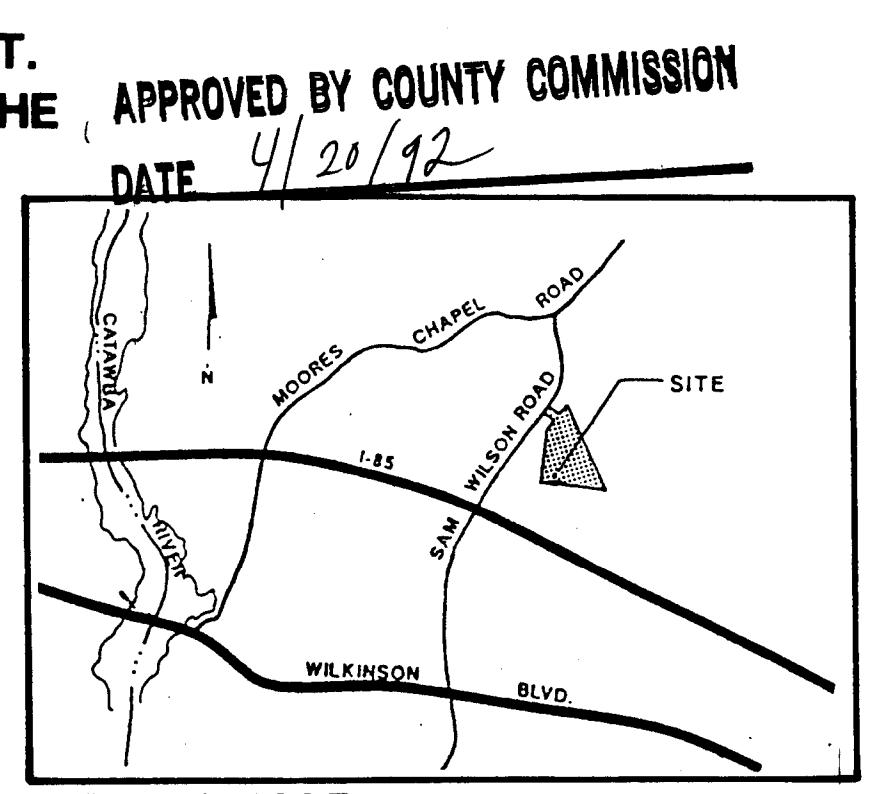 T.
HE
APPROVED BY COUNTY COMMISSION
DATE 4/20/92
CATAWBA
RIVER
N
MOORES CHAPEL ROAD
SITE
I-85
SAM WILSON ROAD
WILKINSON BLVD.